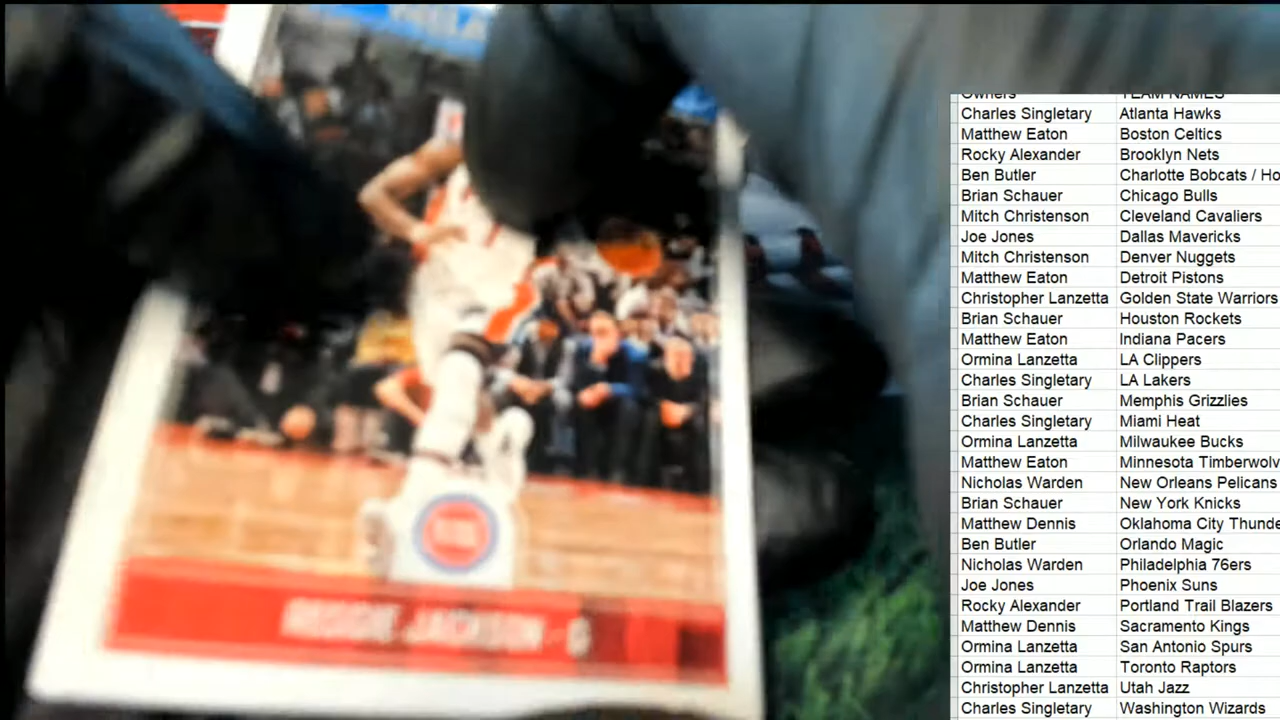 REGGIE JACKSON - G
Owners TEAM NAMES
Charles Singletary Atlanta Hawks
Matthew Eaton Boston Celtics
Rocky Alexander Brooklyn Nets
Ben Butler Charlotte Bobcats / Ho
Brian Schauer Chicago Bulls
Mitch Christenson Cleveland Cavaliers
Joe Jones Dallas Mavericks
Mitch Christenson Denver Nuggets
Matthew Eaton Detroit Pistons
Christopher Lanzetta Golden State Warriors
Brian Schauer Houston Rockets
Matthew Eaton Indiana Pacers
Ormina Lanzetta LA Clippers
Charles Singletary LA Lakers
Brian Schauer Memphis Grizzlies
Charles Singletary Miami Heat
Ormina Lanzetta Milwaukee Bucks
Matthew Eaton Minnesota Timberwolv
Nicholas Warden New Orleans Pelicans
Brian Schauer New York Knicks
Matthew Dennis Oklahoma City Thunde
Ben Butler Orlando Magic
Nicholas Warden Philadelphia 76ers
Joe Jones Phoenix Suns
Rocky Alexander Portland Trail Blazers
Matthew Dennis Sacramento Kings
Ormina Lanzetta San Antonio Spurs
Ormina Lanzetta Toronto Raptors
Christopher Lanzetta Utah Jazz
Charles Singletary Washington Wizards